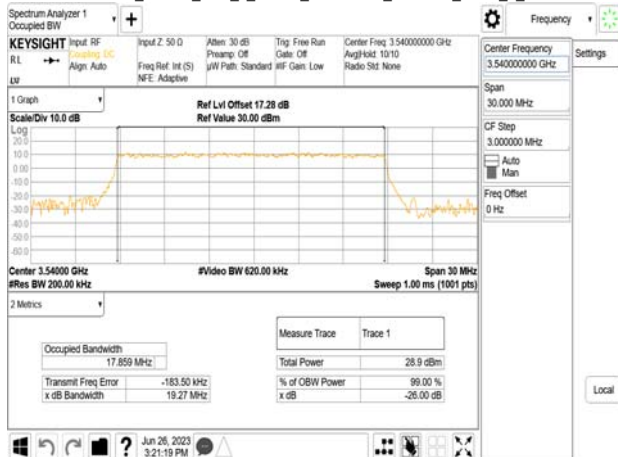 Spectrum Analyzer 1
Occupied BW
+
Frequency
KEYSIGHT
RL
LV
Input: RF
Coupling: DC
Align: Auto
Input Z: 50 Ω
Freq Ref: Int (S)
NFE: Adaptive
Atten: 30 dB
Preamp: Off
µW Path: Standard
Trig: Free Run
Gate: Off
#IF Gain: Low
Center Freq: 3.540000000 GHz
Avg|Hold: 10/10
Radio Std: None
Center Frequency
3.540000000 GHz
Settings
Span
30.000 MHz
CF Step
3.000000 MHz
Auto
Man
Freq Offset
0 Hz
1 Graph
Scale/Div 10.0 dB
Ref Lvl Offset 17.28 dB
Ref Value 30.00 dBm
Log
20.0
10.0
0.00
-10.0
-20.0
-30.0
-40.0
-50.0
-60.0
Center 3.54000 GHz
#Res BW 200.00 kHz
#Video BW 620.00 kHz
Span 30 MHz
Sweep 1.00 ms (1001 pts)
2 Metrics
Measure Trace Trace 1
Occupied Bandwidth
17.859 MHz
Total Power 28.9 dBm
Transmit Freq Error -183.50 kHz
% of OBW Power 99.00 %
x dB Bandwidth 19.27 MHz
x dB -26.00 dB
Local
?
Jun 26, 2023
3:21:19 PM